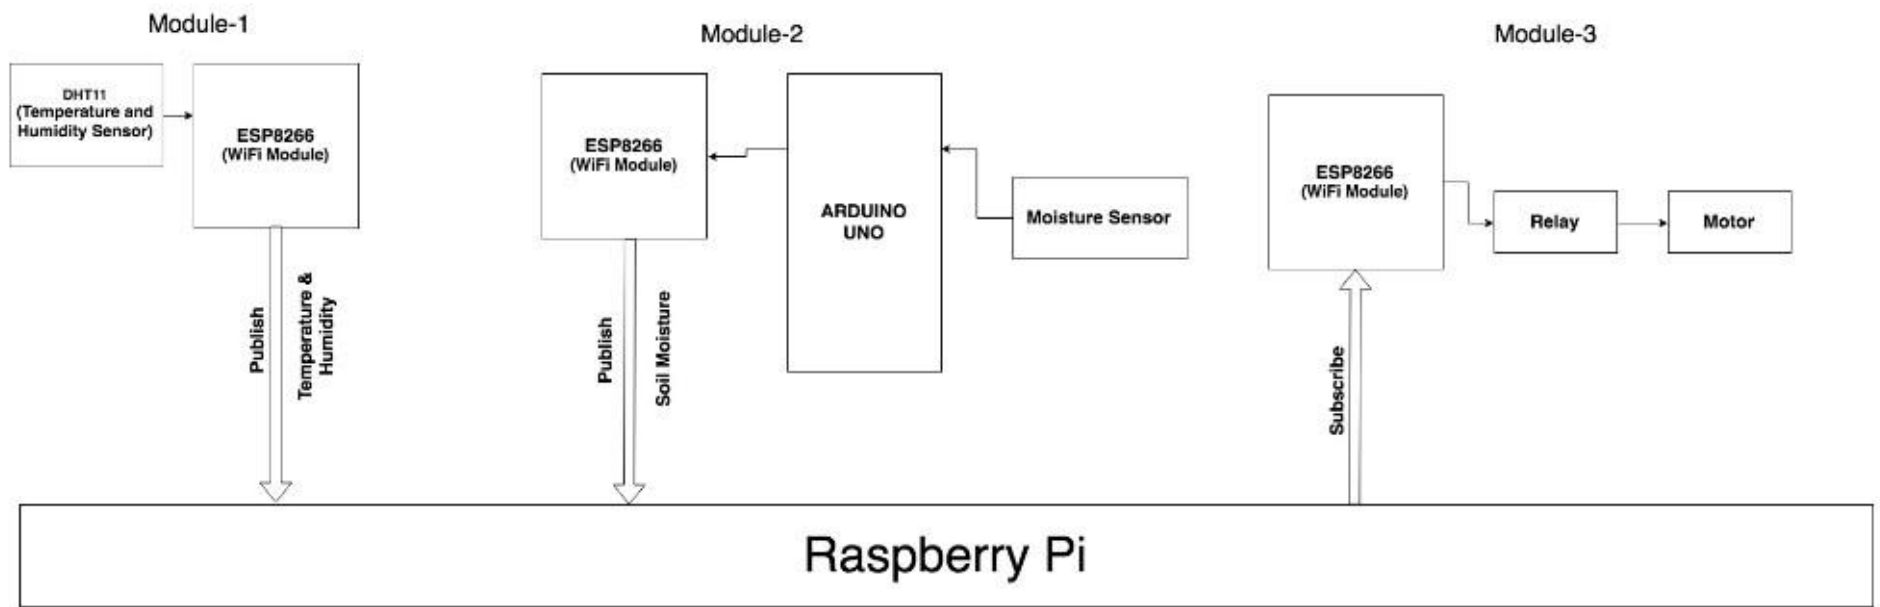 Module-1
DHT11
(Temperature and
Humidity Sensor)
ESP8266
(WiFi Module)
Publish
Temperature &
Humidity
Module-2
ESP8266
(WiFi Module)
ARDUINO
UNO
Moisture Sensor
Publish
Soil Moisture
Module-3
ESP8266
(WiFi Module)
Relay
Motor
Subscribe
Raspberry Pi